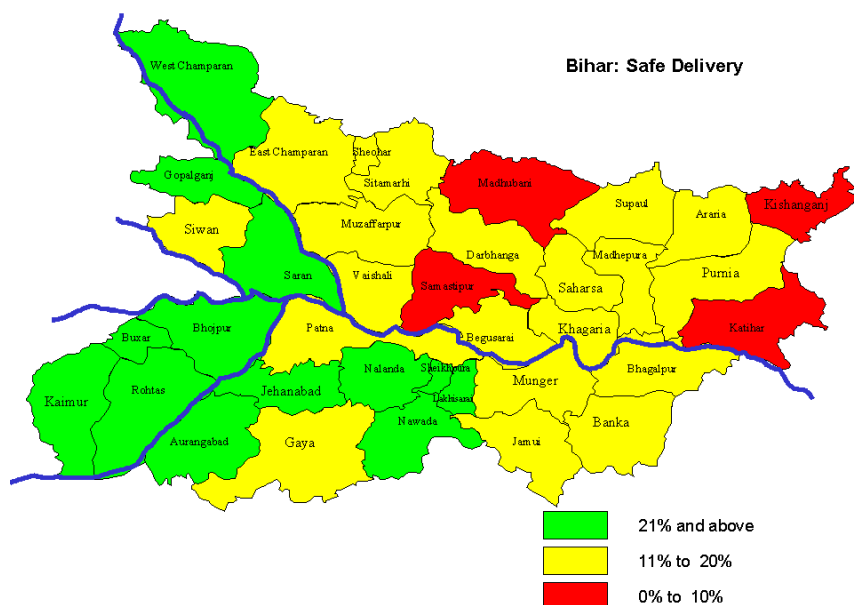 Bihar: Safe Delivery
West Champaran
East Champaran
Sheohar
Gopalganj
Sitamarhi
Madhubani
Kishanganj
Supaul
Araria
Siwan
Muzaffarpur
Darbhanga
Madhepura
Purnia
Saran
Vaishali
Samastipur
Saharsa
Buxar
Bhojpur
Patna
Begusarai
Khagaria
Katihar
Kaimur
Rohtas
Jehanabad
Nalanda
Sheikhpura
Munger
Bhagalpur
Lakhisarai
Aurangabad
Gaya
Nawada
Jamui
Banka
21% and above
11% to 20%
0% to 10%